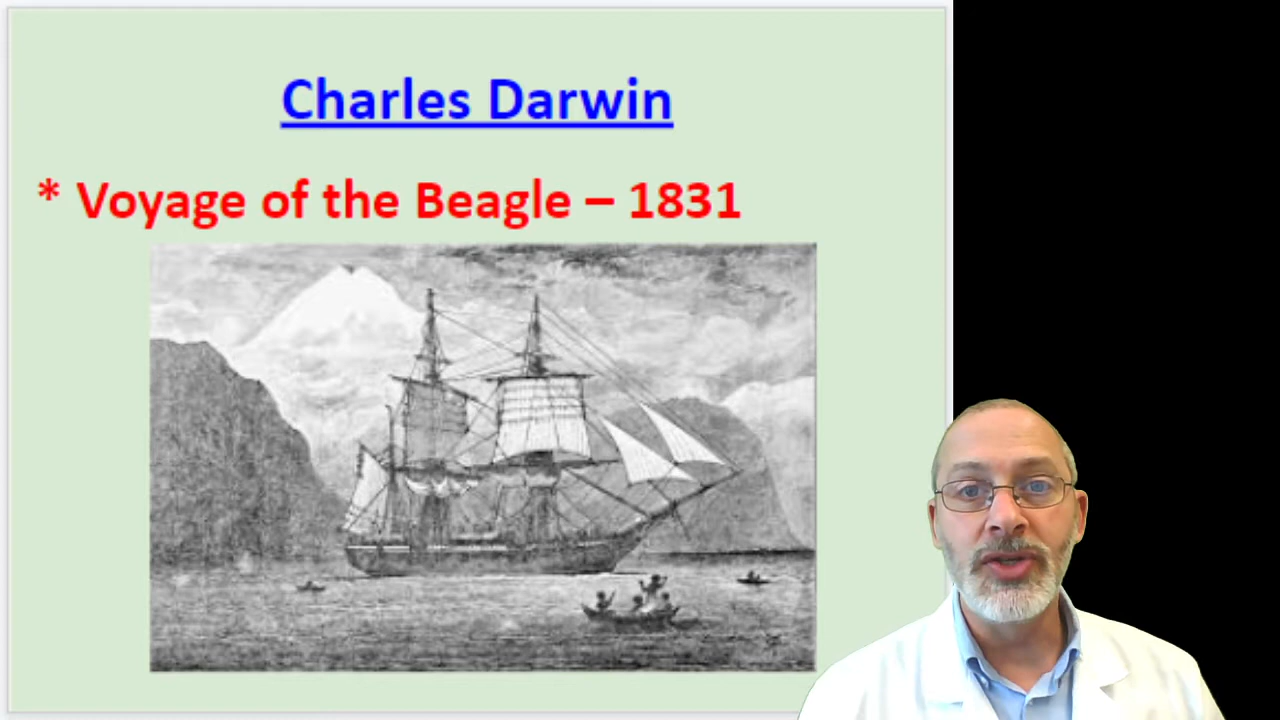 Charles Darwin
* Voyage of the Beagle – 1831